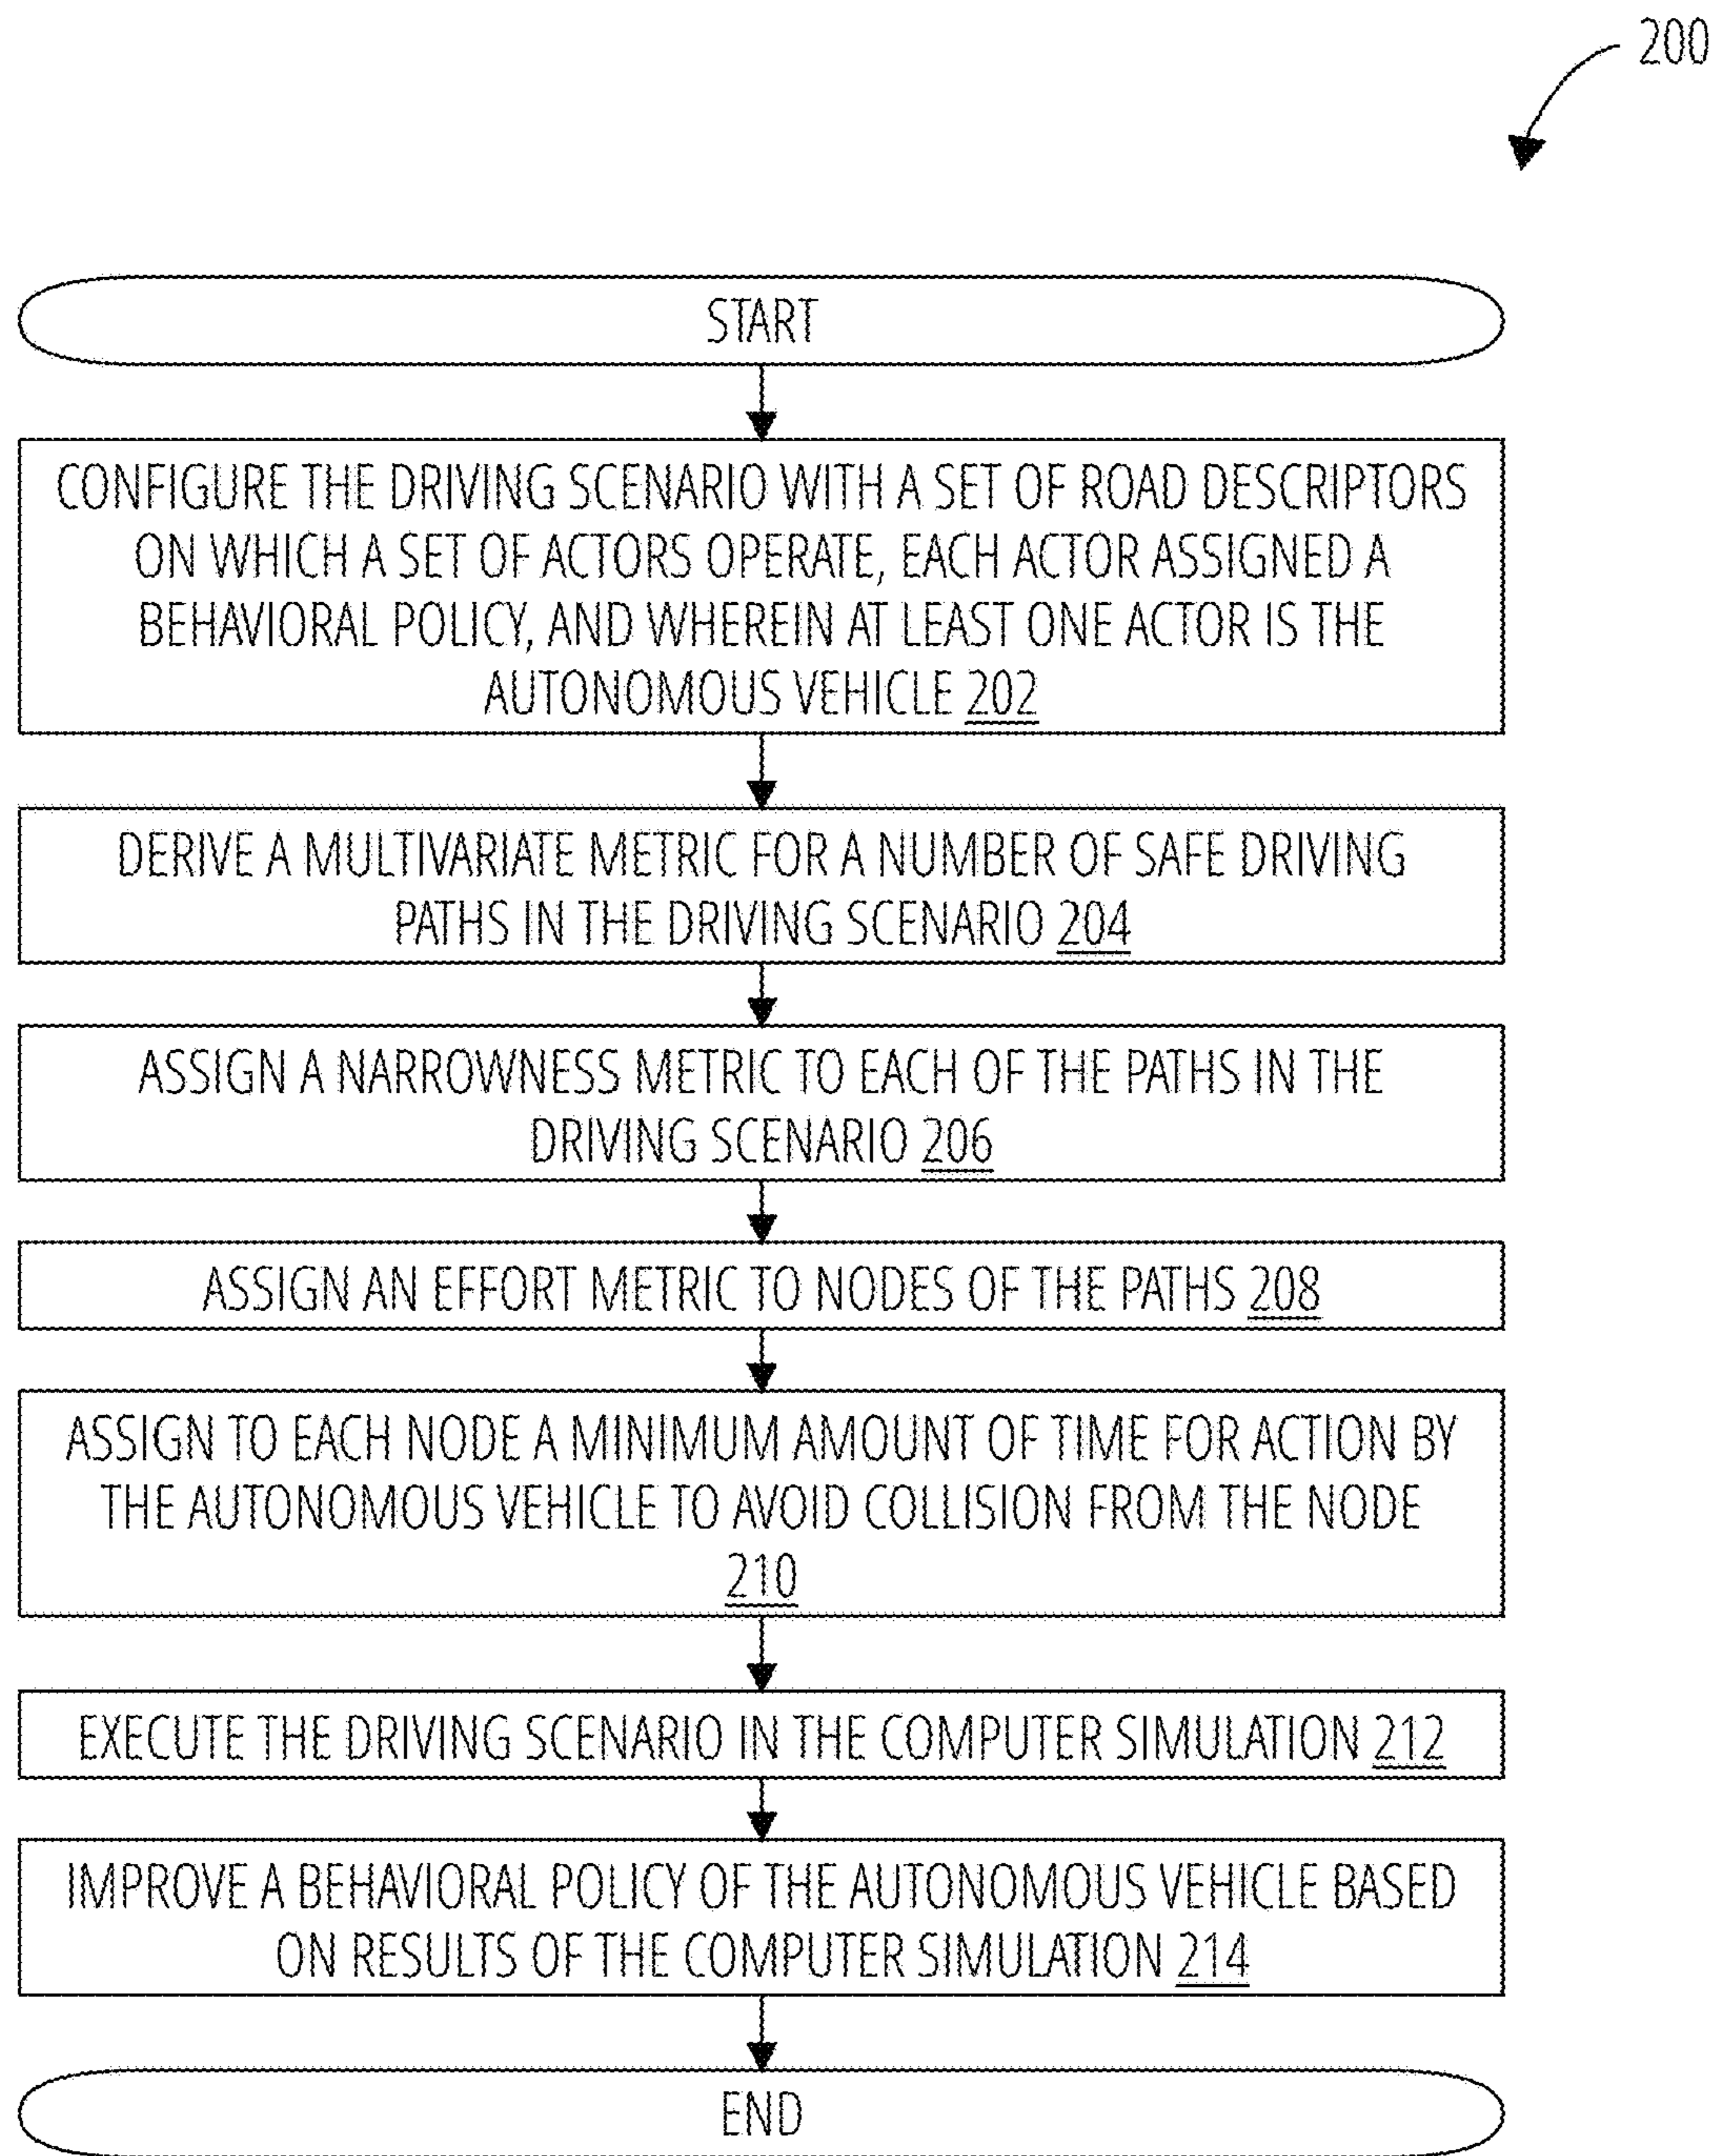 200
START
CONFIGURE THE DRIVING SCENARIO WITH A SET OF ROAD DESCRIPTORS
ON WHICH A SET OF ACTORS OPERATE, EACH ACTOR ASSIGNED A
BEHAVIORAL POLICY, AND WHEREIN AT LEAST ONE ACTOR IS THE
AUTONOMOUS VEHICLE 202
DERIVE A MULTIVARIATE METRIC FOR A NUMBER OF SAFE DRIVING
PATHS IN THE DRIVING SCENARIO 204
ASSIGN A NARROWNESS METRIC TO EACH OF THE PATHS IN THE
DRIVING SCENARIO 206
ASSIGN AN EFFORT METRIC TO NODES OF THE PATHS 208
ASSIGN TO EACH NODE A MINIMUM AMOUNT OF TIME FOR ACTION BY
THE AUTONOMOUS VEHICLE TO AVOID COLLISION FROM THE NODE
210
EXECUTE THE DRIVING SCENARIO IN THE COMPUTER SIMULATION 212
IMPROVE A BEHAVIORAL POLICY OF THE AUTONOMOUS VEHICLE BASED
ON RESULTS OF THE COMPUTER SIMULATION 214
END